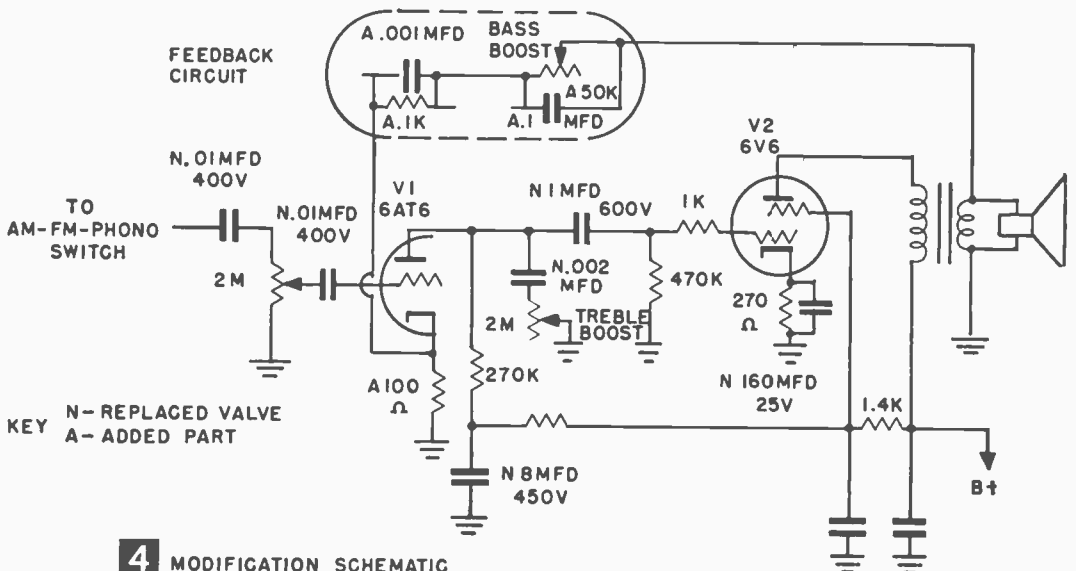 FEEDBACK
CIRCUIT
A .001MFD
BASS
BOOST
A.1K
A.1
A50K
MFD
N.01MFD
400V
TO
AM-FM-PHONO
SWITCH
2M
N.01MFD
400V
V1
6AT6
N1MFD
600V
1K
V2
6V6
N.002
MFD
2M
TREBLE
BOOST
470K
270
Ω
270K
A100
Ω
N 160MFD
25V
1.4K
B+
KEY
N-REPLACED VALVE
A-ADDED PART
N8MFD
450V
4 MODIFICATION SCHEMATIC